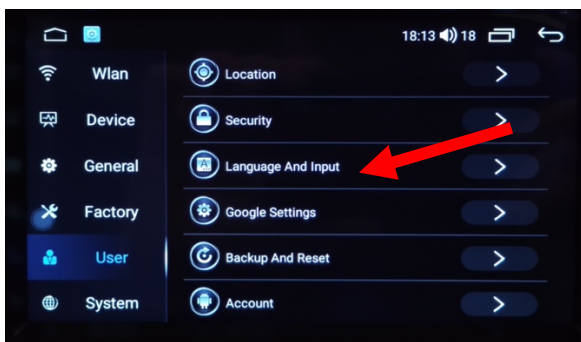 18:13 18
Wlan
Device
General
Factory
User
System
Location
Security
Language And Input
Google Settings
Backup And Reset
Account